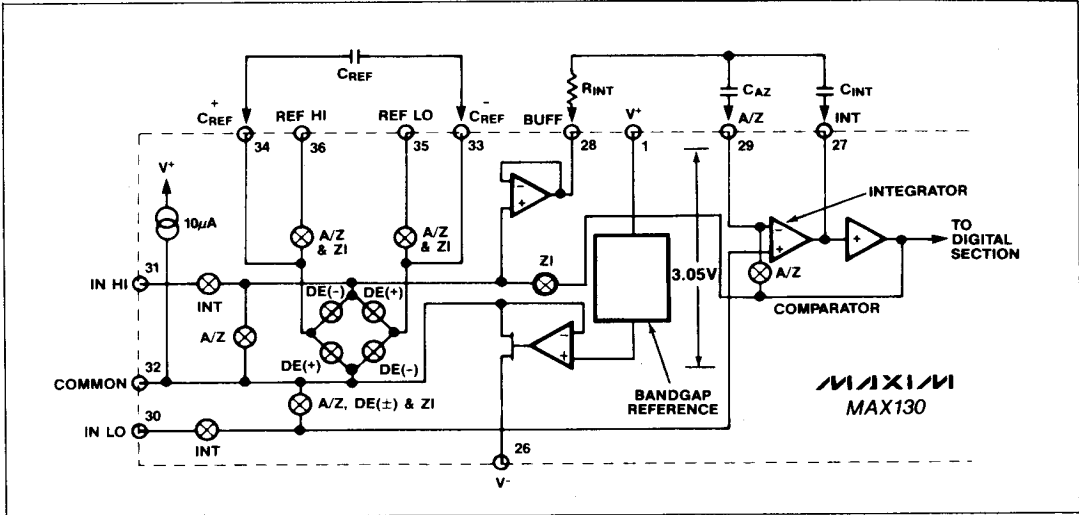 CREF
RINT
CAZ
CINT
+
CREF
REF HI
REF LO
-
CREF
BUFF
V+
A/Z
INT
34
36
35
33
28
1
29
27
V+
10μA
A/Z
& ZI
A/Z
& ZI
-
+
INTEGRATOR
-
+
+
TO
DIGITAL
SECTION
31
IN HI
INT
ZI
3.05V
A/Z
COMPARATOR
DE(-)
DE(+)
A/Z
DE(+)
DE(-)
-
+
32
COMMON
A/Z, DE(±) & ZI
BANDGAP
REFERENCE
MAXIM
MAX130
30
IN LO
INT
26
V-